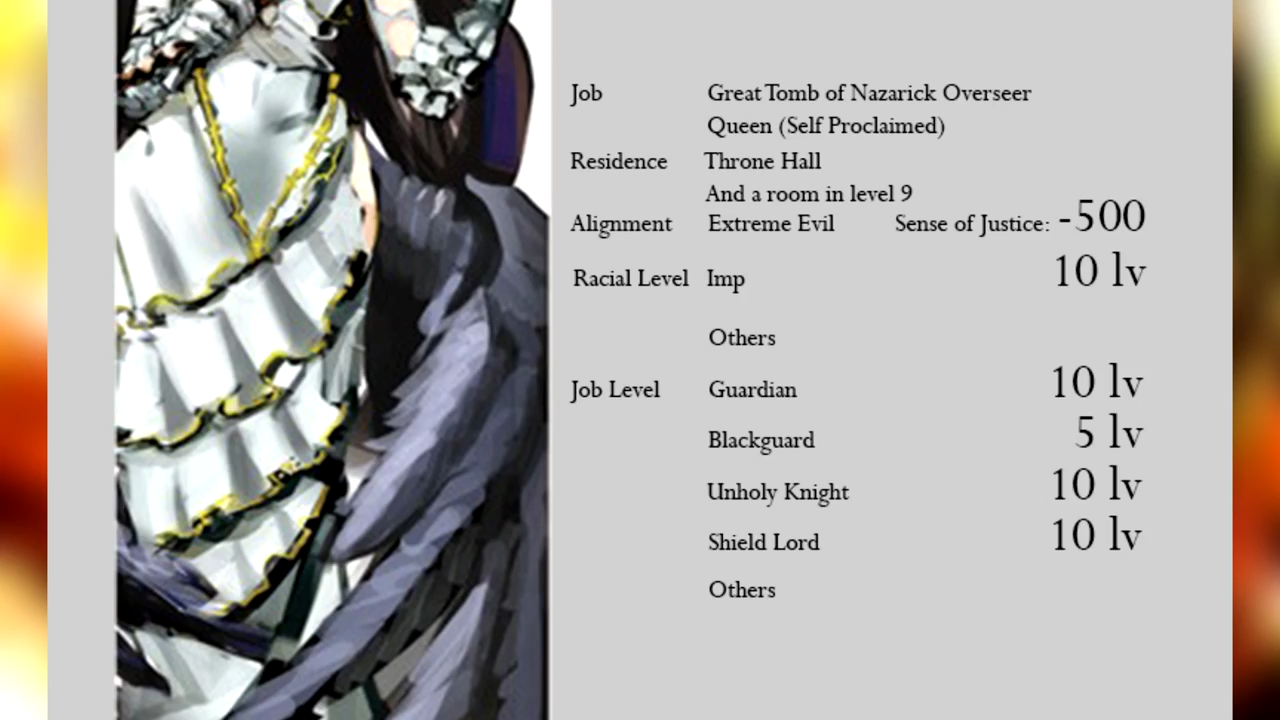 Job Great Tomb of Nazarick Overseer
Queen (Self Proclaimed)
Residence Throne Hall
And a room in level 9
Alignment Extreme Evil Sense of Justice: -500
Racial Level Imp 10 lv
Others
Job Level Guardian 10 lv
Blackguard 5 lv
Unholy Knight 10 lv
Shield Lord 10 lv
Others